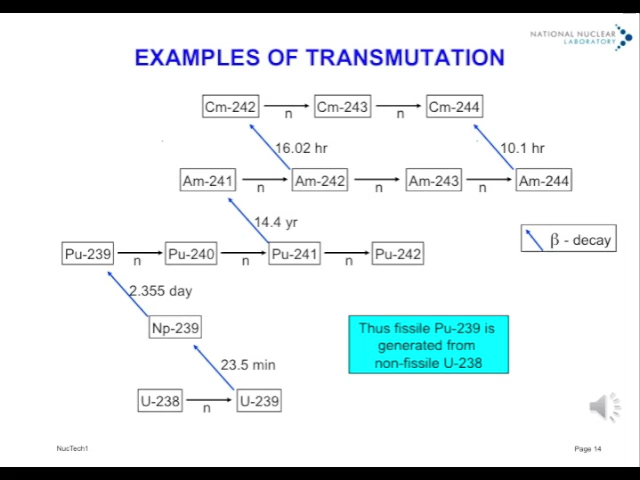 NATIONAL NUCLEAR
LABORATORY
EXAMPLES OF TRANSMUTATION
Cm-242
n
Cm-243
n
Cm-244
16.02 hr
10.1 hr
Am-241
n
Am-242
n
Am-243
n
Am-244
14.4 yr
β - decay
Pu-239
n
Pu-240
n
Pu-241
n
Pu-242
2.355 day
Np-239
Thus fissile Pu-239 is
generated from
non-fissile U-238
23.5 min
U-238
n
U-239
NucTech1
Page 14